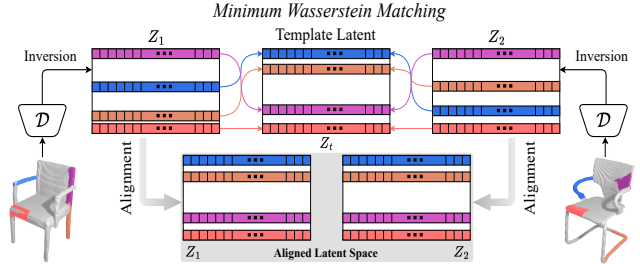 Minimum Wasserstein Matching
Z₁
Template Latent
Z₂
Inversion
Inversion
𝒟
𝒟
Zₜ
Alignment
Alignment
Z₁
Z₂
Aligned Latent Space